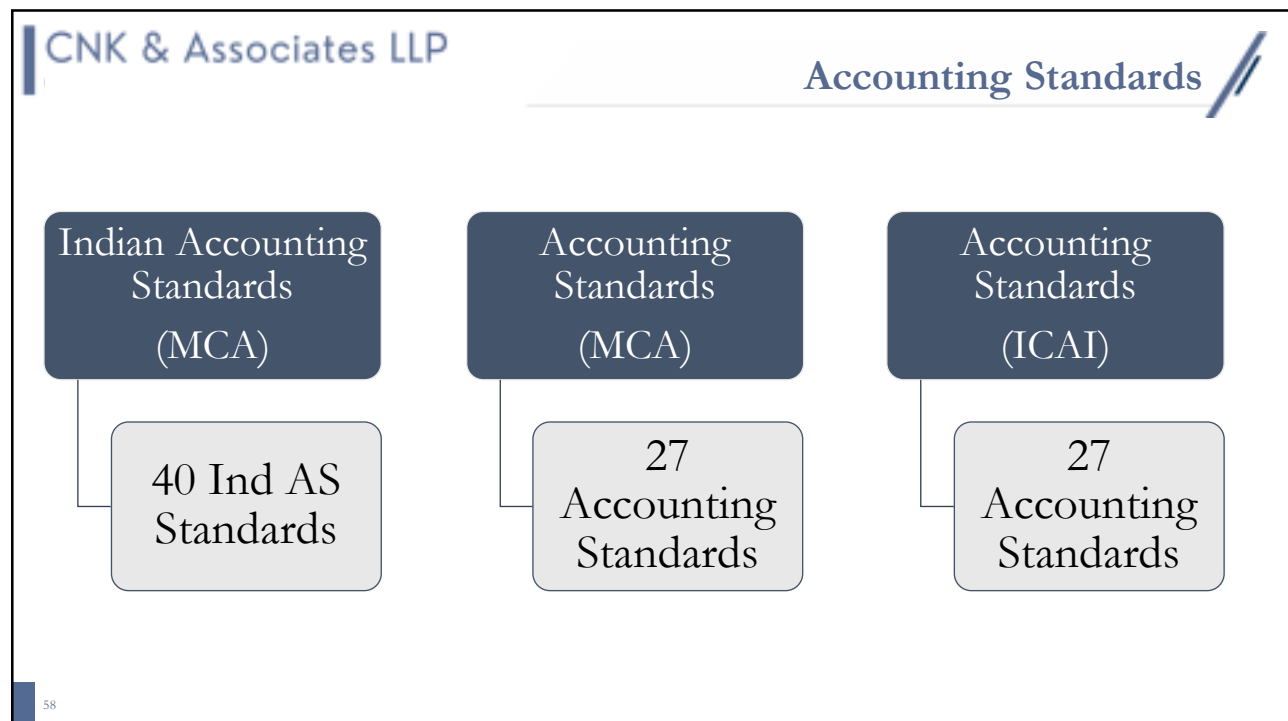 CNK & Associates LLP
Accounting Standards
Indian Accounting
Standards
(MCA)
40 Ind AS
Standards
Accounting
Standards
(MCA)
27
Accounting
Standards
Accounting
Standards
(ICAI)
27
Accounting
Standards
58